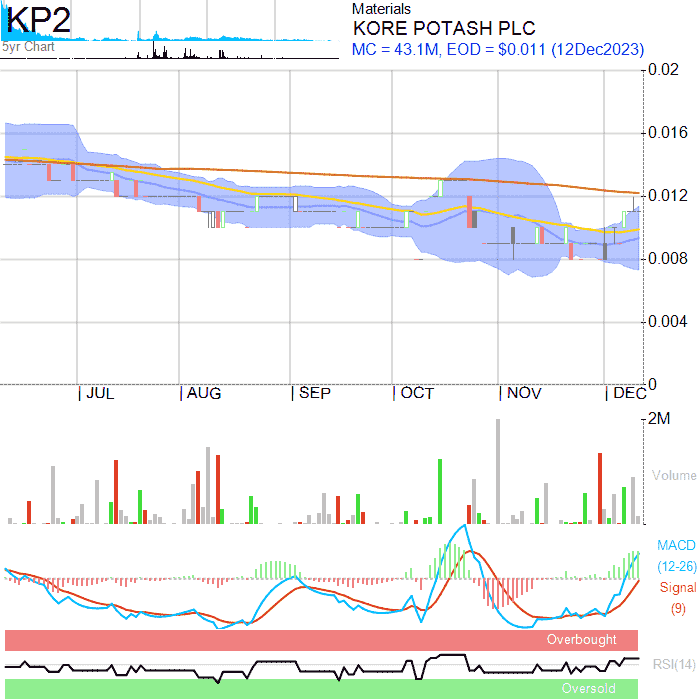 KP2
5yr Chart
Materials
KORE POTASH PLC
MC = 43.1M, EOD = $0.011 (12Dec2023)
0.02
0.016
0.012
0.008
0.004
0
JUL AUG SEP OCT NOV DEC
2M
Volume
MACD
(12-26)
Signal
(9)
Overbought
RSI(14)
Oversold